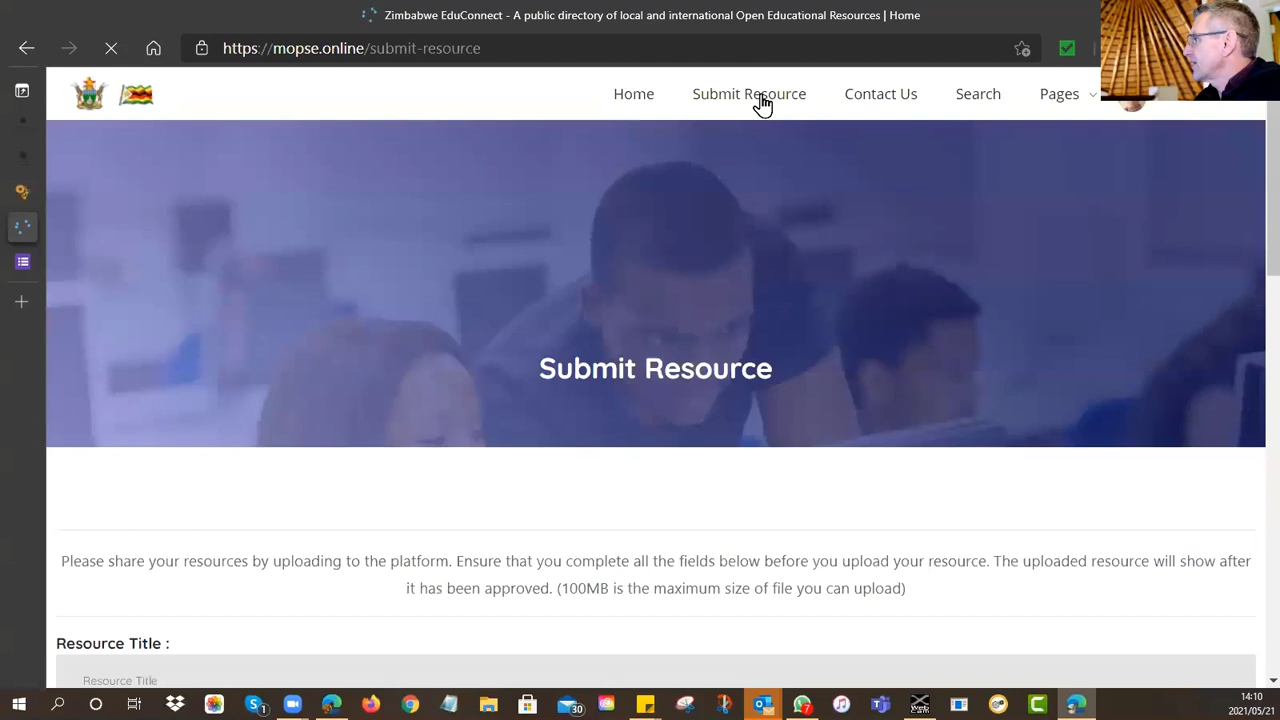 Zimbabwe EduConnect - A public directory of local and international Open Educational Resources | Home
https://mopse.online/submit-resource
Home Submit Resource Contact Us Search Pages
Submit Resource
Please share your resources by uploading to the platform. Ensure that you complete all the fields below before you upload your resource. The uploaded resource will show after
it has been approved. (100MB is the maximum size of file you can upload)
Resource Title :
Resource Title
1
30
7
14:10
2021/05/21